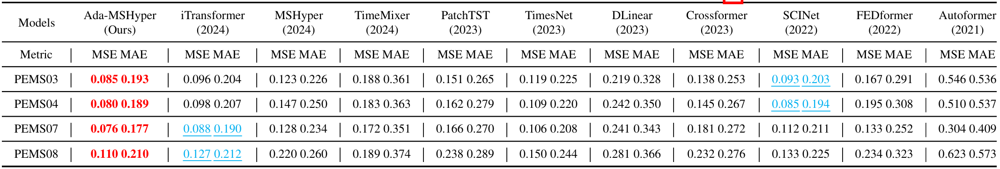 Models Ada-MSHyper (Ours) iTransformer (2024) MSHyper (2024) TimeMixer (2024) PatchTST (2023) TimesNet (2023) DLinear (2023) Crossformer (2023) SCINet (2022) FEDformer (2022) Autoformer (2021)
Metric MSE MAE MSE MAE MSE MAE MSE MAE MSE MAE MSE MAE MSE MAE MSE MAE MSE MAE MSE MAE MSE MAE
PEMS03 0.085 0.193 0.096 0.204 0.123 0.226 0.188 0.361 0.151 0.265 0.119 0.225 0.219 0.328 0.138 0.253 0.093 0.203 0.167 0.291 0.546 0.536
PEMS04 0.080 0.189 0.098 0.207 0.147 0.250 0.183 0.363 0.162 0.279 0.109 0.220 0.242 0.350 0.145 0.267 0.085 0.194 0.195 0.308 0.510 0.537
PEMS07 0.076 0.177 0.088 0.190 0.128 0.234 0.172 0.351 0.166 0.270 0.106 0.208 0.241 0.343 0.181 0.272 0.112 0.211 0.133 0.252 0.304 0.409
PEMS08 0.110 0.210 0.127 0.212 0.220 0.260 0.189 0.374 0.238 0.289 0.150 0.244 0.281 0.366 0.232 0.276 0.133 0.225 0.234 0.323 0.623 0.573